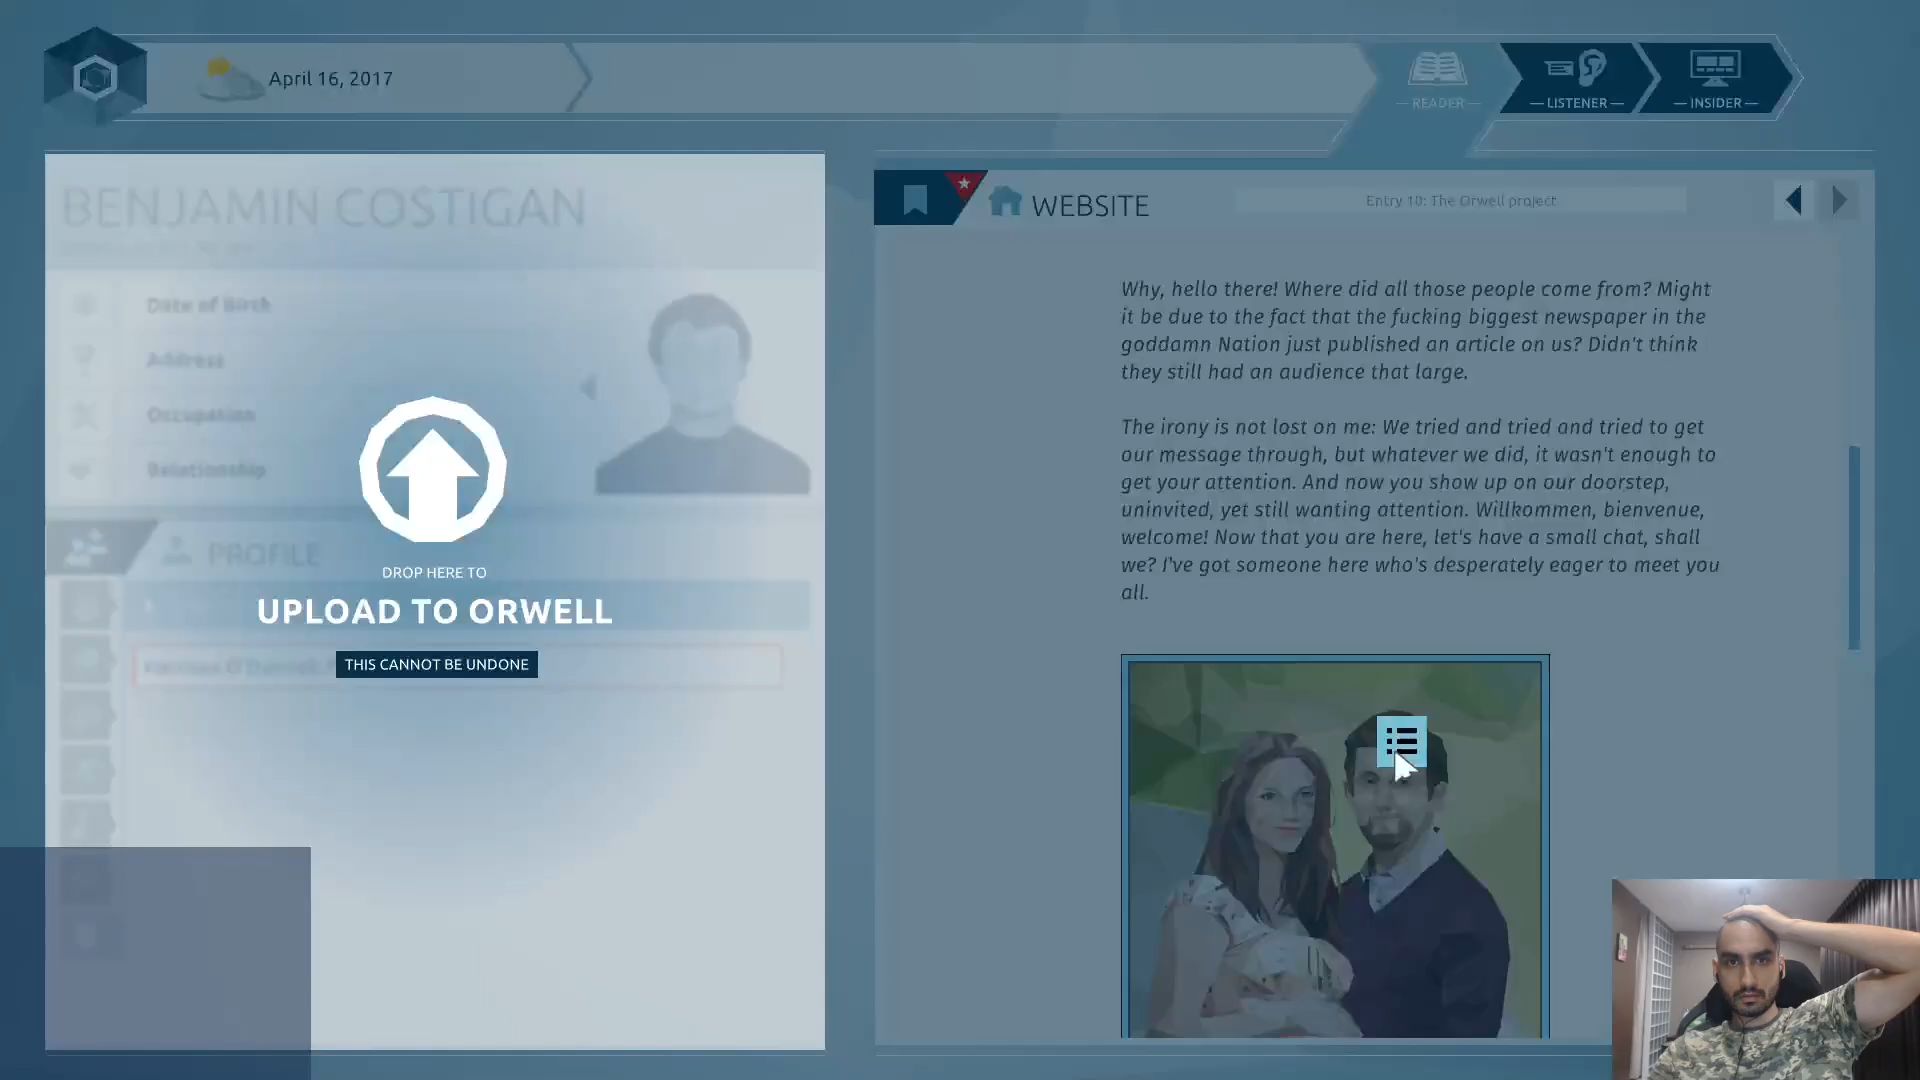 April 16, 2017
READER
LISTENER
INSIDER
BENJAMIN COSTIGAN
Date of Birth
Address
Occupation
Relationship
PROFILE
DROP HERE TO
UPLOAD TO ORWELL
THIS CANNOT BE UNDONE
WEBSITE
Entry 10: The Orwell project
Why, hello there! Where did all those people come from? Might
it be due to the fact that the fucking biggest newspaper in the
goddamn Nation just published an article on us? Didn't think
they still had an audience that large.
The irony is not lost on me: We tried and tried and tried to get
our message through, but whatever we did, it wasn't enough to
get your attention. And now you show up on our doorstep,
uninvited, yet still wanting attention. Willkommen, bienvenue,
welcome! Now that you are here, let's have a small chat, shall
we? I've got someone here who's desperately eager to meet you
all.